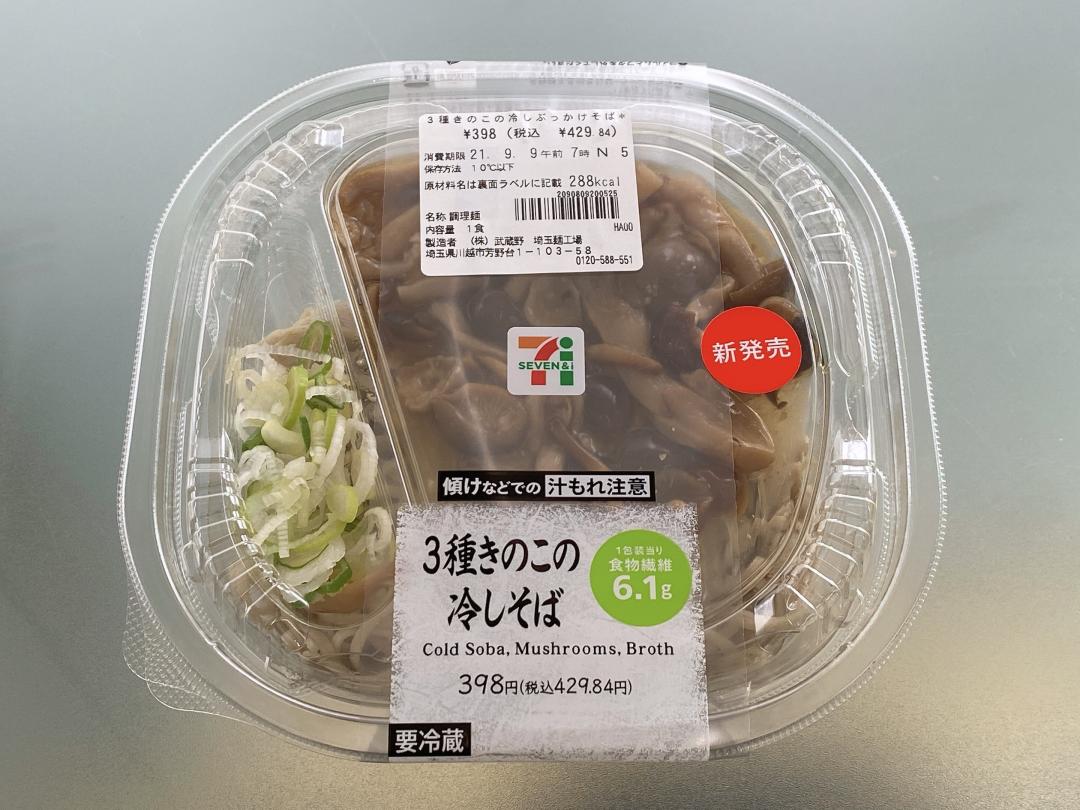 3種きのこの冷しぶっかけそば*
¥398 (税込 ¥429.84)
消費期限 21. 9. 9午前 7時 N 5
保存方法 10℃以下
原材料名は裏面ラベルに記載 288kcal
2090809200525
名称 調理麺
内容量 1食 HA00
製造者 (株) 武蔵野 埼玉麺工場
埼玉県川越市芳野台1-103-58
0120-588-551
SEVEN&i
新発売
傾けなどでの 汁もれ注意
3種きのこの
冷しそば
1包装当り
食物繊維
6.1g
Cold Soba, Mushrooms, Broth
398円(税込429.84円)
要冷蔵